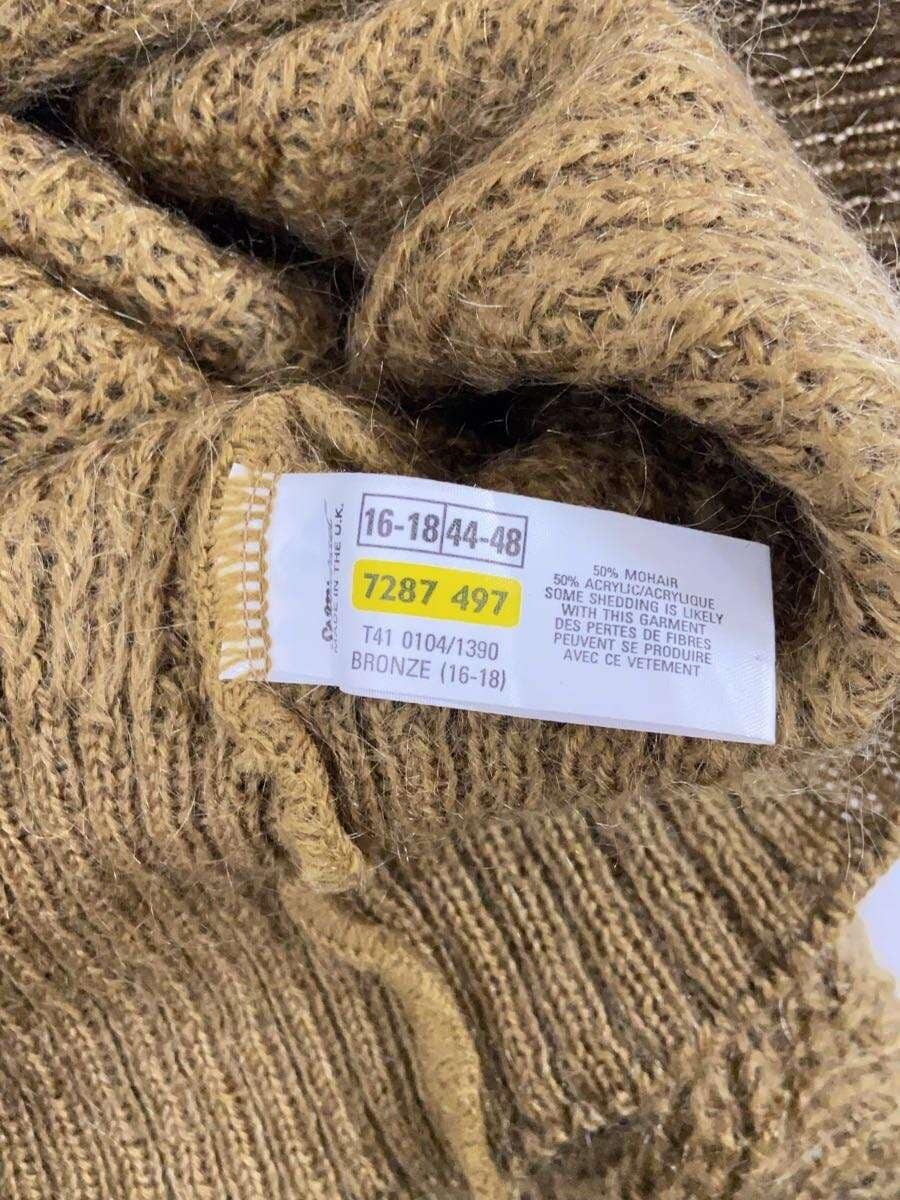 MADE IN THE U.K.
16-18 44-48
7287 497
T41 0104/1390
BRONZE (16-18)
50% MOHAIR
50% ACRYLIC/ACRYLIQUE
SOME SHEDDING IS LIKELY
WITH THIS GARMENT
DES PERTES DE FIBRES
PEUVENT SE PRODUIRE
AVEC CE VETEMENT